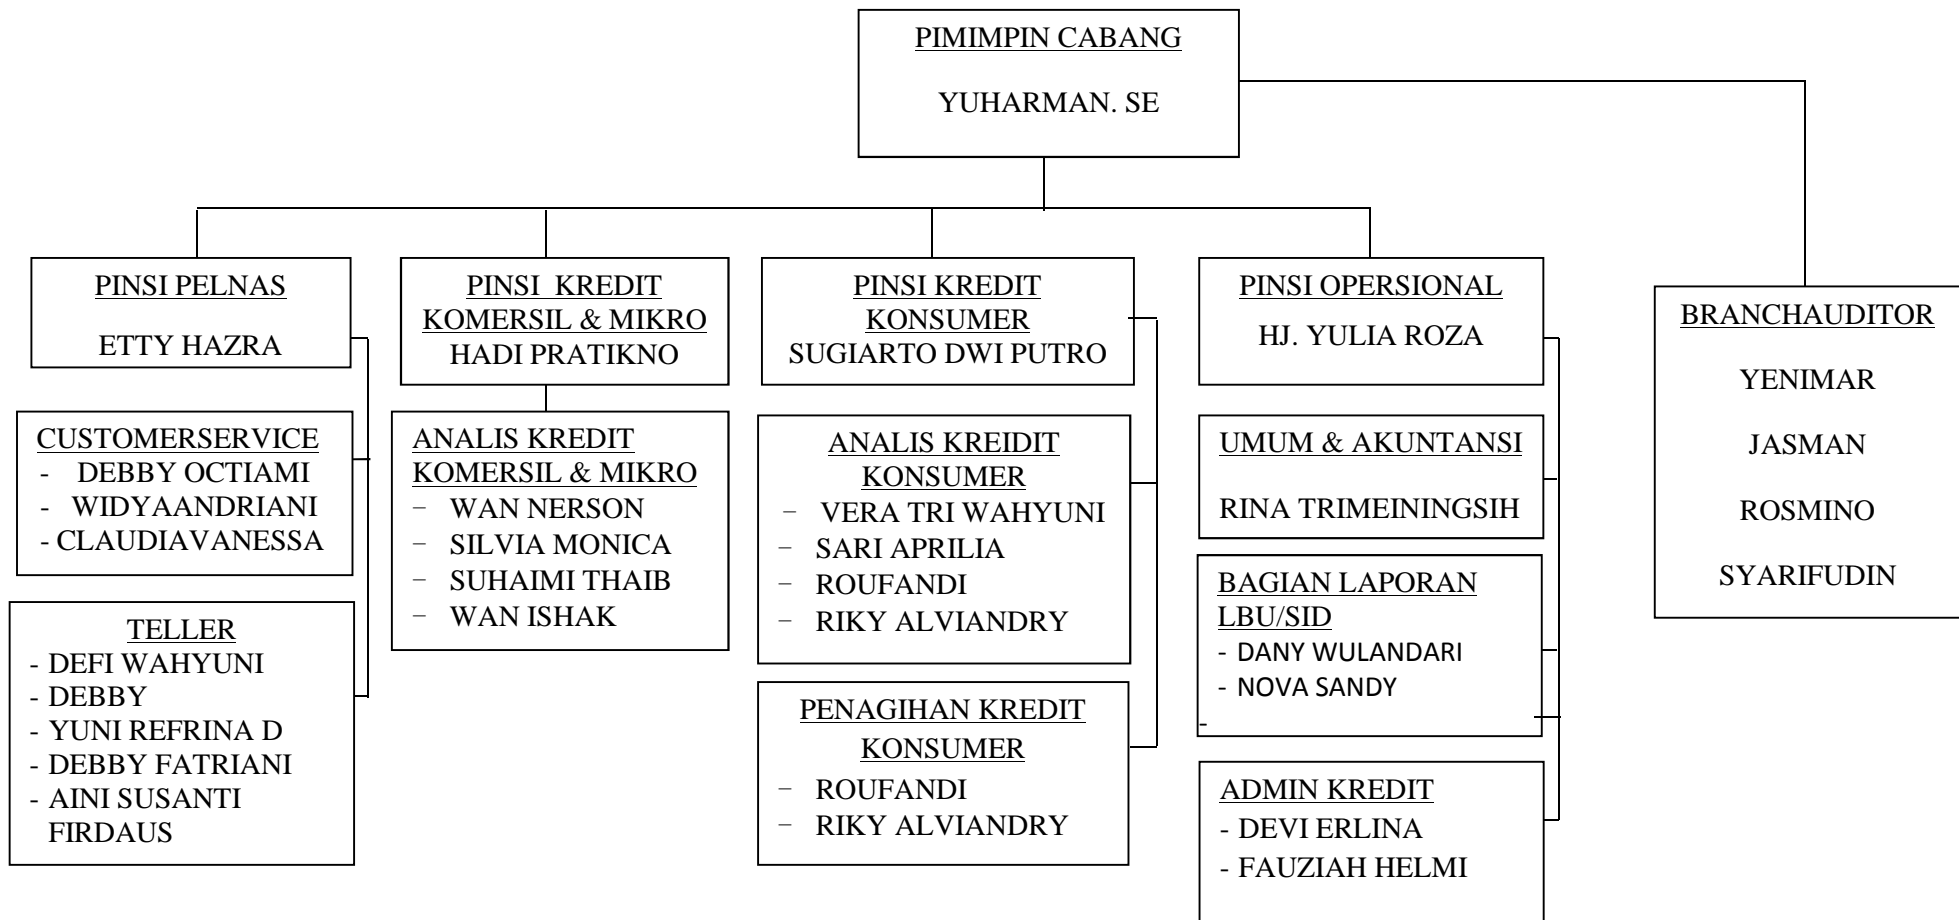 PIMIMPIN CABANG
YUHARMAN. SE
PINSI PELNAS
ETTY HAZRA
PINSI KREDIT
KOMERSIL & MIKRO
HADI PRATIKNO
PINSI KREDIT
KONSUMER
SUGIARTO DWI PUTRO
PINSI OPERSIONAL
HJ. YULIA ROZA
BRANCHAUDITOR
YENIMAR
JASMAN
ROSMINO
SYARIFUDIN
CUSTOMERSERVICE
- DEBBY OCTIAMI
- WIDYAANDRIANI
- CLAUDIAVANESSA
ANALIS KREDIT
KOMERSIL & MIKRO
− WAN NERSON
− SILVIA MONICA
− SUHAIMI THAIB
− WAN ISHAK
ANALIS KREIDIT
KONSUMER
− VERA TRI WAHYUNI
− SARI APRILIA
− ROUFANDI
− RIKY ALVIANDRY
UMUM & AKUNTANSI
RINA TRIMEININGSIH
BAGIAN LAPORAN
LBU/SID
- DANY WULANDARI
- NOVA SANDY
-
TELLER
- DEFI WAHYUNI
- DEBBY
- YUNI REFRINA D
- DEBBY FATRIANI
- AINI SUSANTI
FIRDAUS
PENAGIHAN KREDIT
KONSUMER
− ROUFANDI
− RIKY ALVIANDRY
ADMIN KREDIT
- DEVI ERLINA
- FAUZIAH HELMI